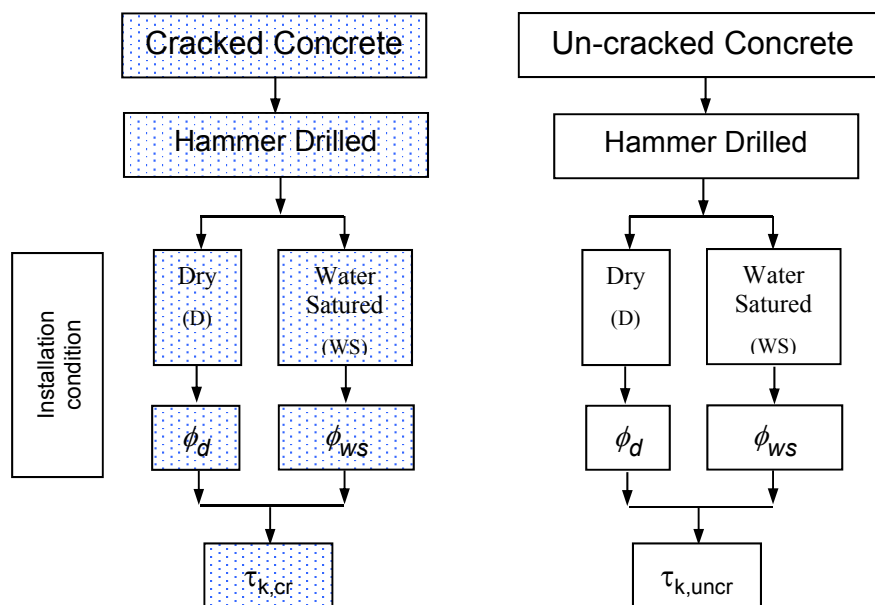 Cracked Concrete
Un-cracked Concrete
Hammer Drilled
Hammer Drilled
Installation
condition
Dry
(D)
Water
Satured
(WS)
Dry
(D)
Water
Satured
(WS)
ϕd
ϕws
ϕd
ϕws
τk,cr
τk,uncr